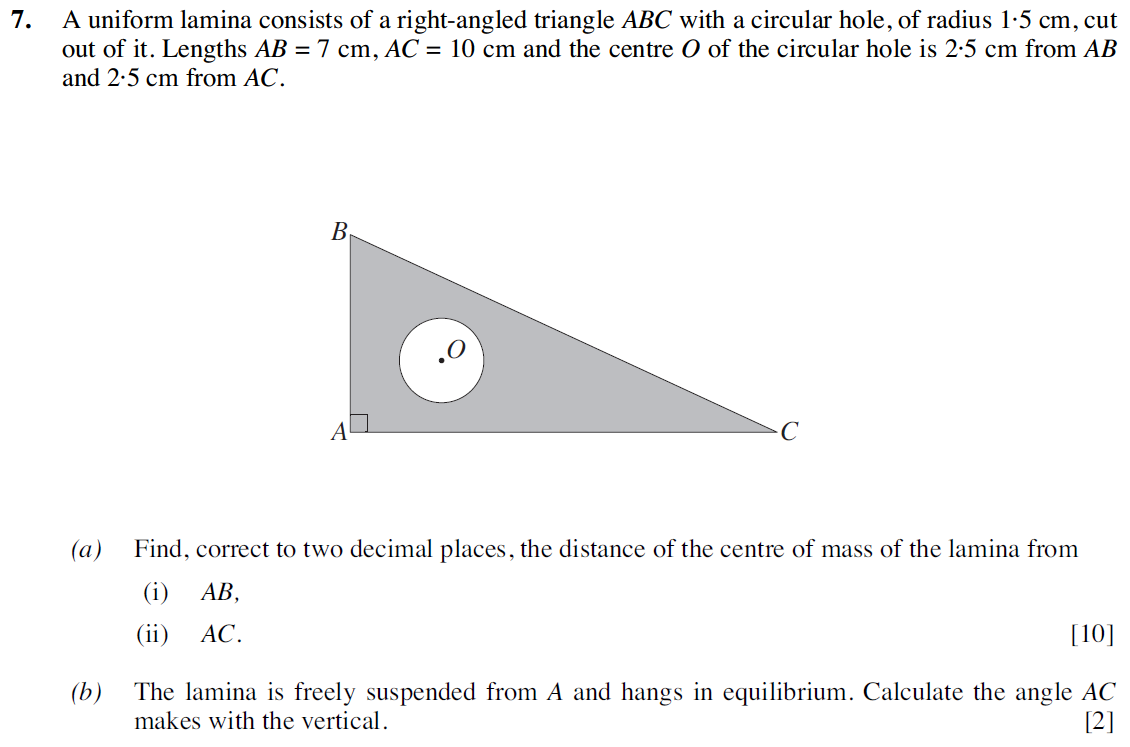 7. A uniform lamina consists of a right-angled triangle ABC with a circular hole, of radius 1·5 cm, cut
out of it. Lengths AB = 7 cm, AC = 10 cm and the centre O of the circular hole is 2·5 cm from AB
and 2·5 cm from AC.
B
O
A
C
(a) Find, correct to two decimal places, the distance of the centre of mass of the lamina from
(i) AB,
(ii) AC. [10]
(b) The lamina is freely suspended from A and hangs in equilibrium. Calculate the angle AC
makes with the vertical. [2]